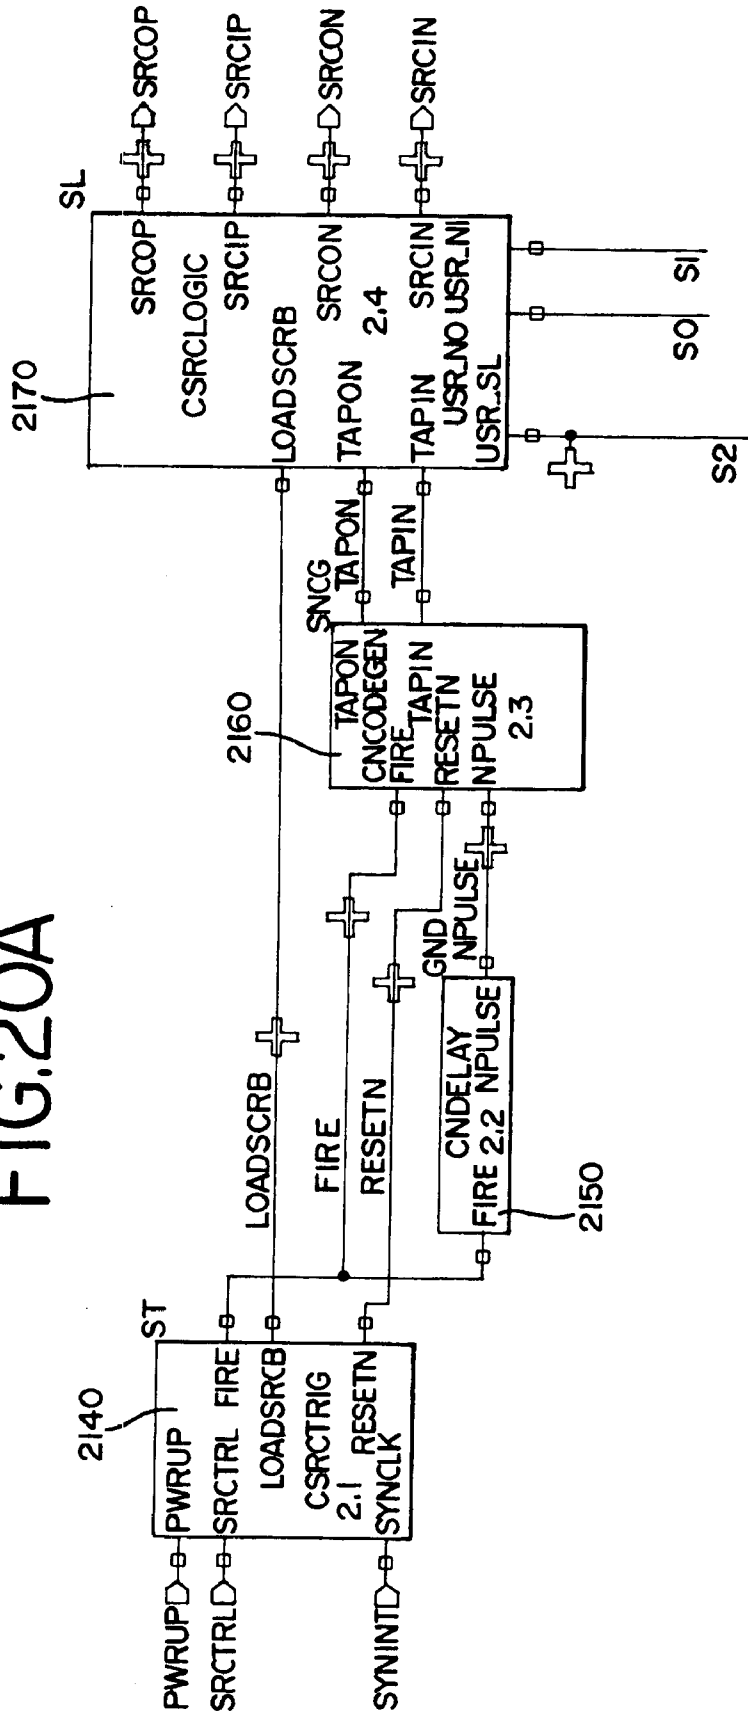 FIG.20A
2140
ST
PWRUP
PWRUP
SRCTRL
SRCTRL FIRE
LOADSRCB
CSRCTRIG
2.1 RESETN
SYNINT
SYNCLK
LOADSCRB
FIRE
RESETN
CNDELAY
FIRE 2.2 NPULSE
2150
GND
NPULSE
2160
SNCG
TAPON
CNCODEGEN
FIRE
TAPIN
RESETN
NPULSE
2.3
TAPON
TAPIN
2170
SL
SRCOP
CSRCLOGIC
SRCIP
LOADSCRB
SRCON
TAPON 2.4
TAPIN SRCIN
USR_NO USR_NI
USR_SL
SRCOP
SRCIP
SRCON
SRCIN
S2
SO
SI